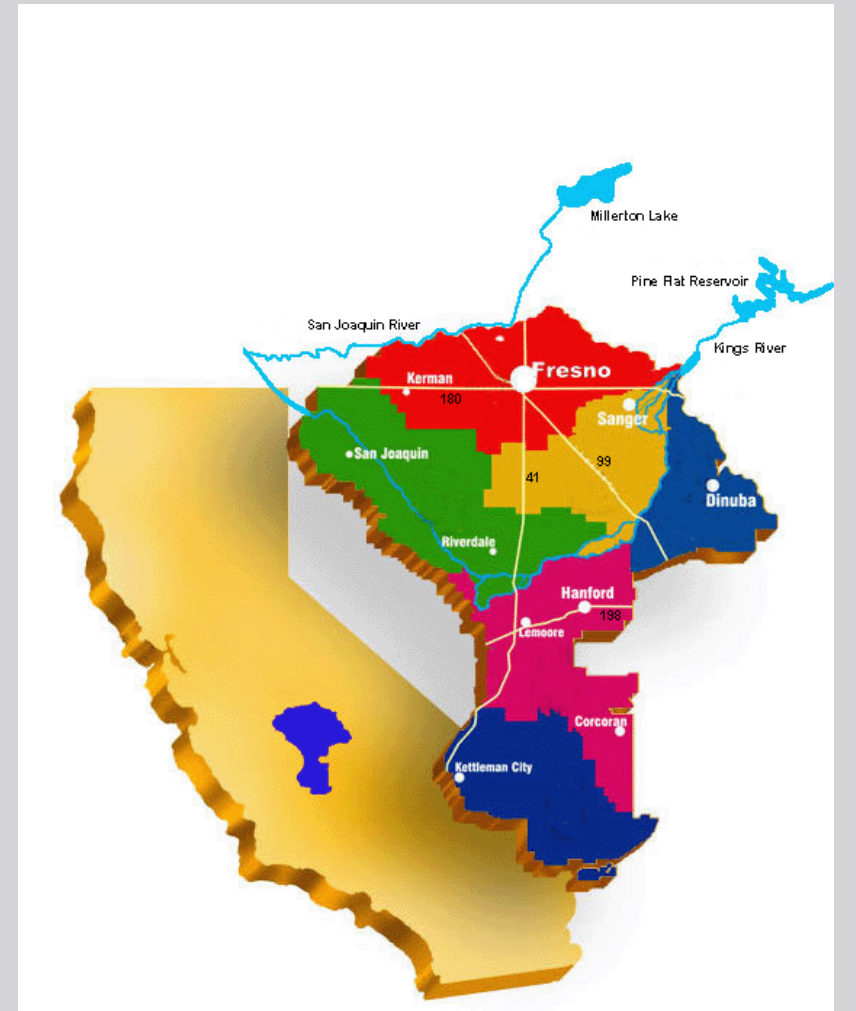 Millerton Lake
Pine Flat Reservoir
San Joaquin River
Kings River
Fresno
Kerman
180
Sanger
San Joaquin
99
41
Dinuba
Riverdale
Hanford
198
Lemoore
Corcoran
Kettleman City